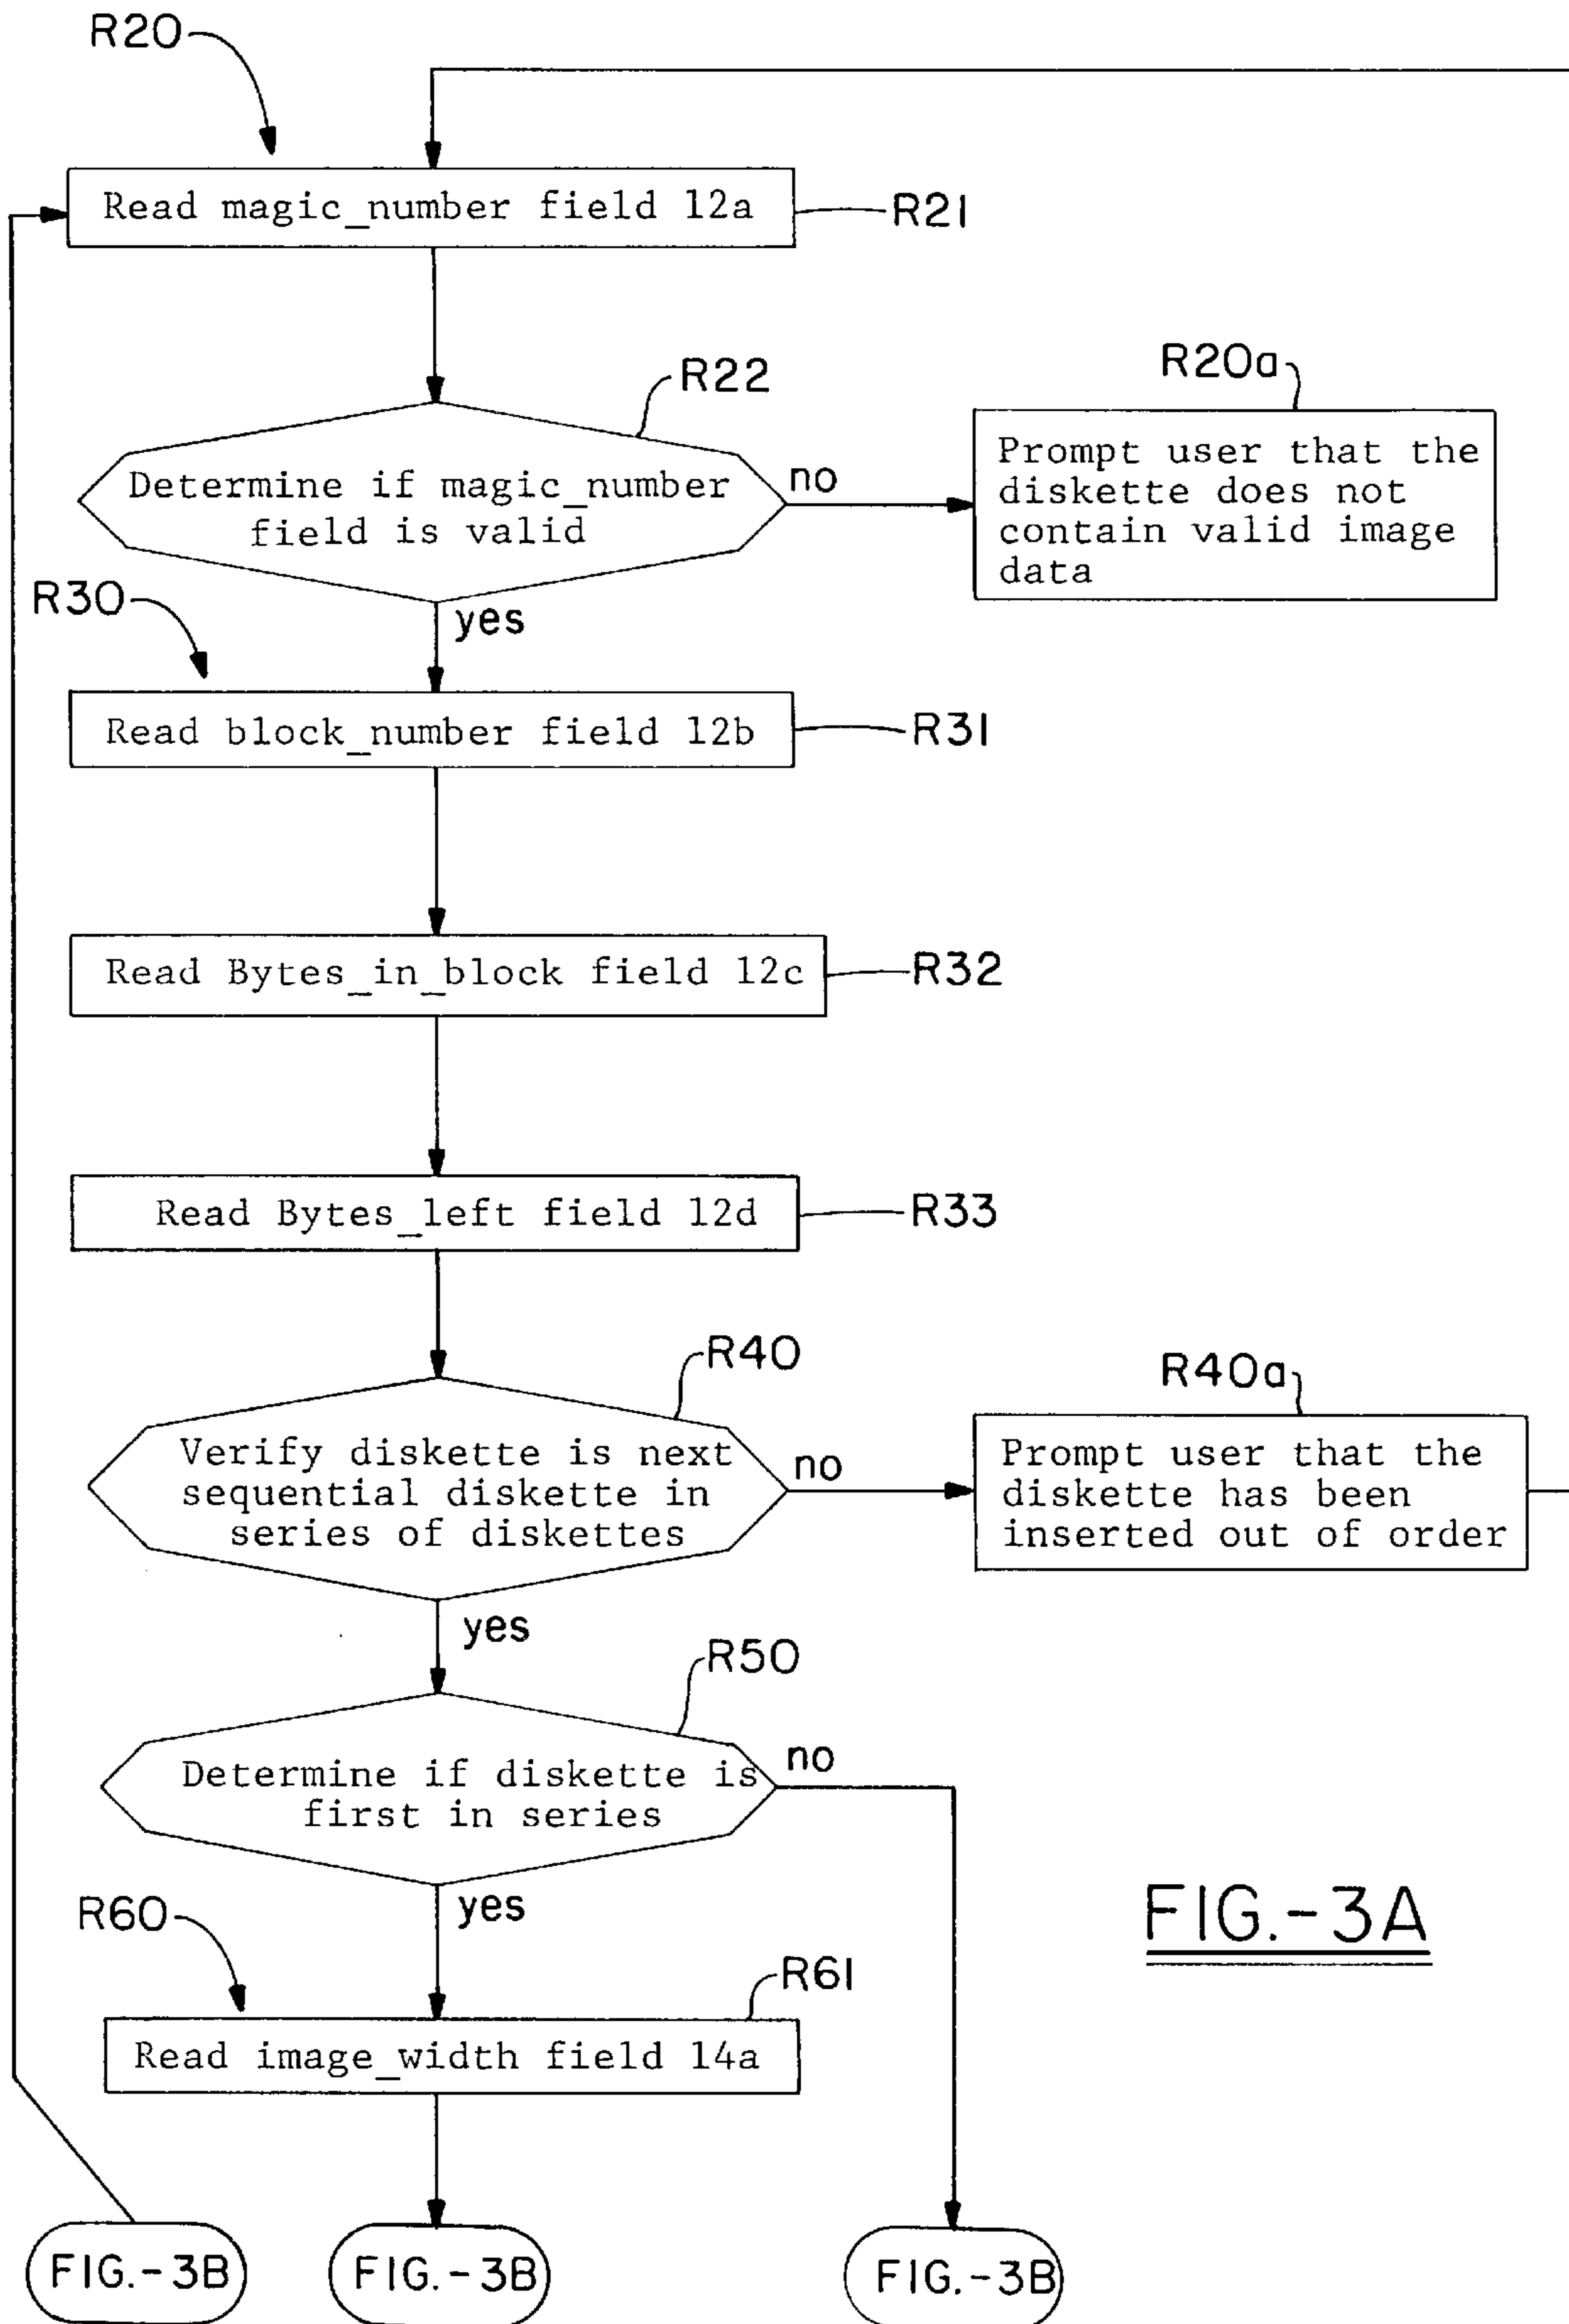 R20
Read magic_number field 12a
R21
R22
R20a
Determine if magic_number
field is valid
no
Prompt user that the
diskette does not
contain valid image
data
R30
yes
Read block_number field 12b
R31
Read Bytes_in_block field 12c
R32
Read Bytes_left field 12d
R33
R40
R40a
Verify diskette is next
sequential diskette in
series of diskettes
no
Prompt user that the
diskette has been
inserted out of order
yes
R50
Determine if diskette is
first in series
no
R60
yes
R61
Read image_width field 14a
FIG.-3A
FIG.-3B
FIG.-3B
FIG.-3B